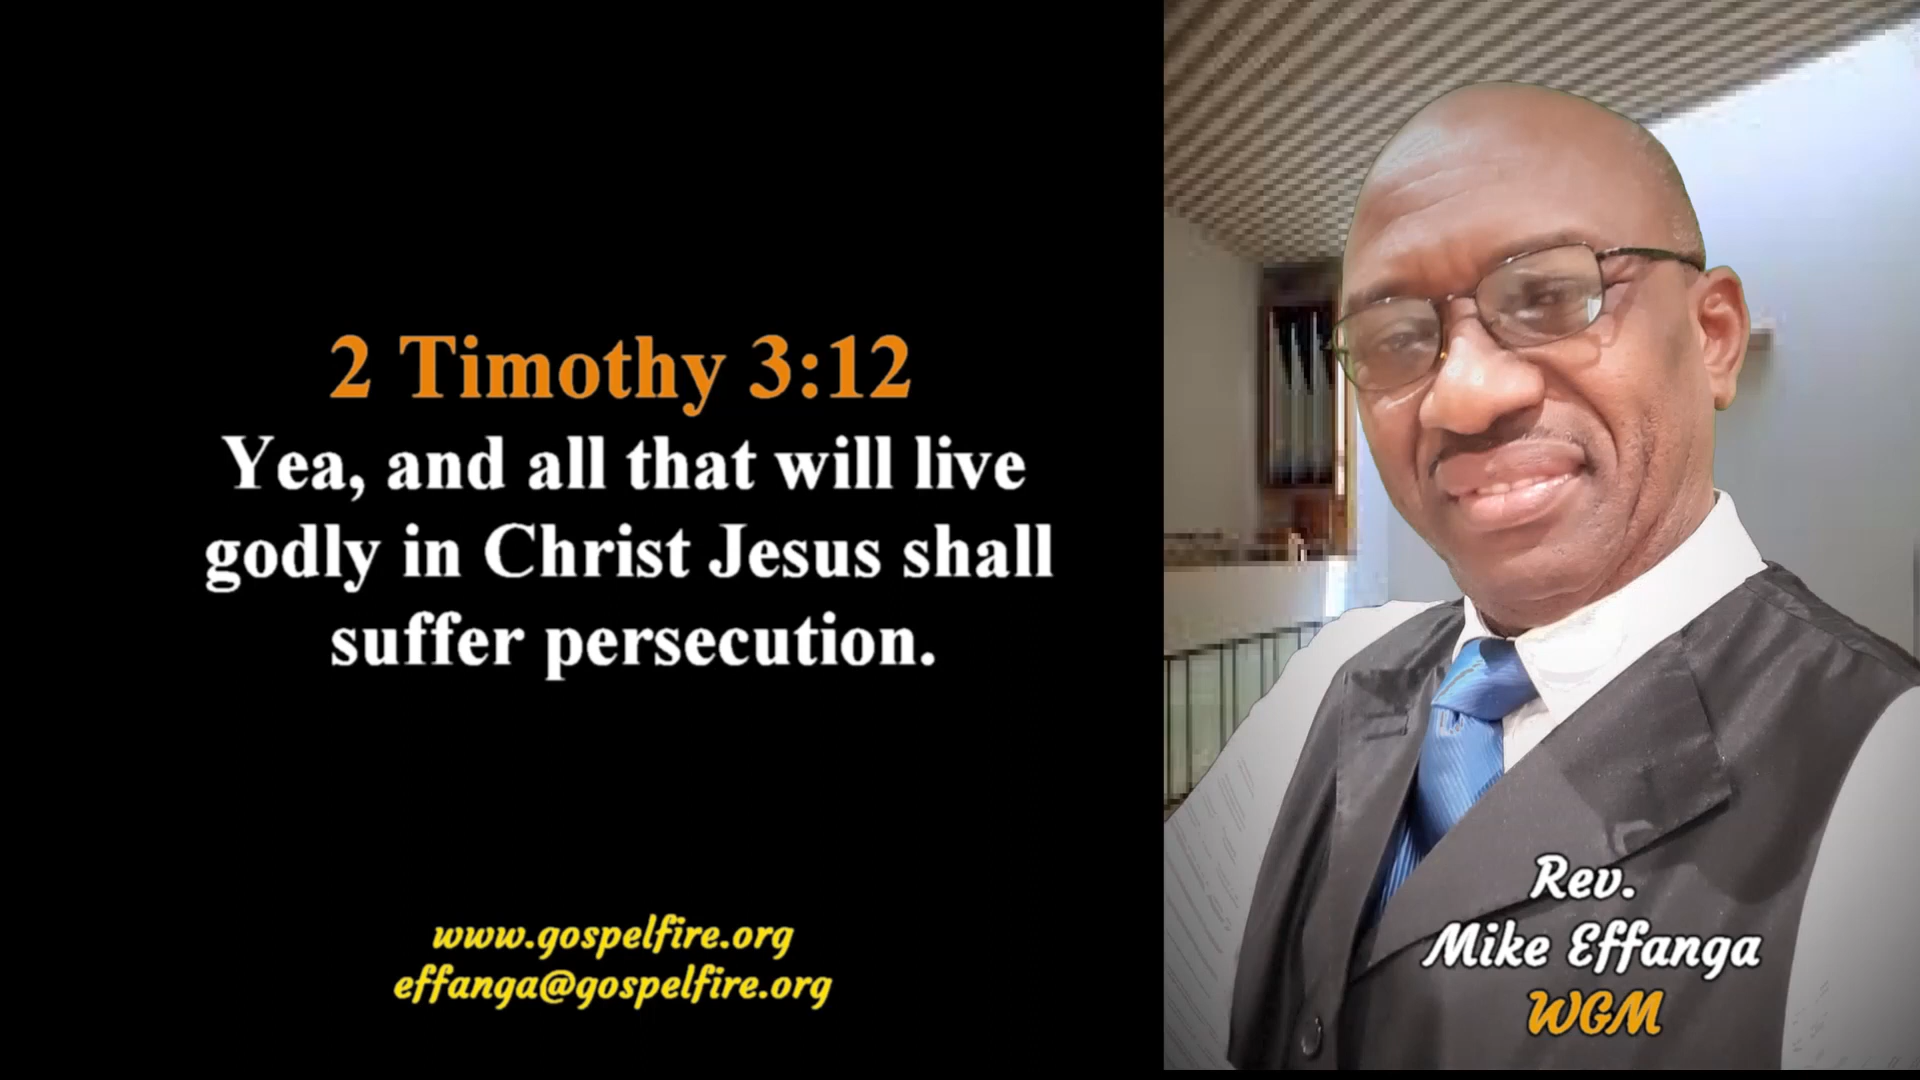 2 Timothy 3:12
Yea, and all that will live
godly in Christ Jesus shall
suffer persecution.
www.gospelfire.org
effanga@gospelfire.org
Rev.
Mike Effanga
WGM